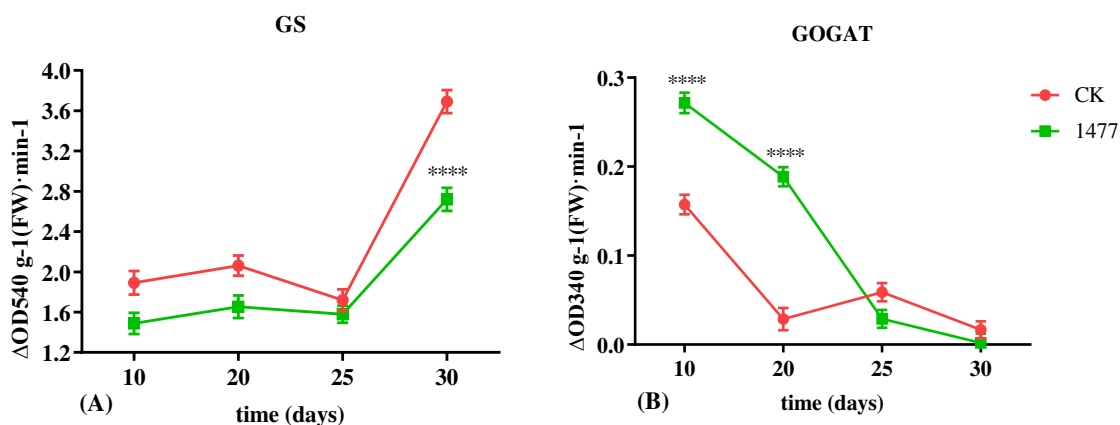 GS
ΔOD540 g-1(FW)·min-1
4.0
3.6
3.2
2.8
2.4
2.0
1.6
1.2
****
10 20 25 30
time (days)
(A)
GOGAT
ΔOD340 g-1(FW)·min-1
0.3
0.2
0.1
0.0
****
****
10 20 25 30
time (days)
(B)
CK
1477